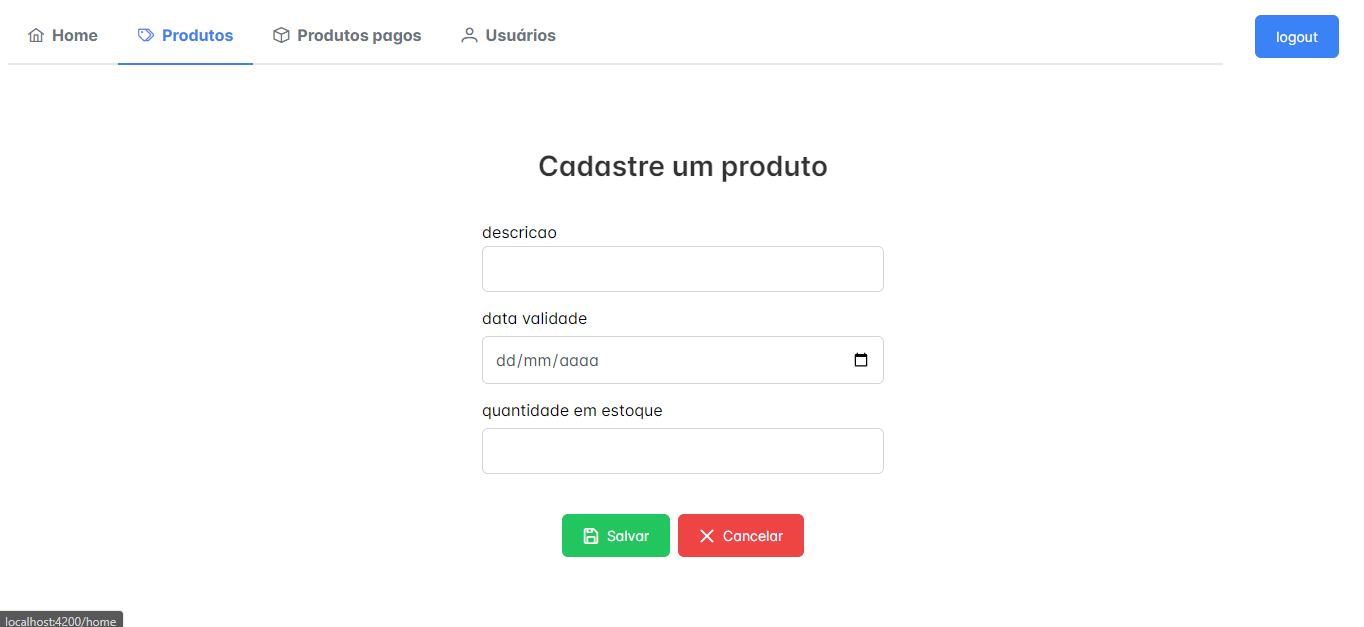 Home Produtos Produtos pagos Usuários logout
Cadastre um produto
descricao
data validade
dd/mm/aaaa
quantidade em estoque
Salvar Cancelar
localhost:4200/home